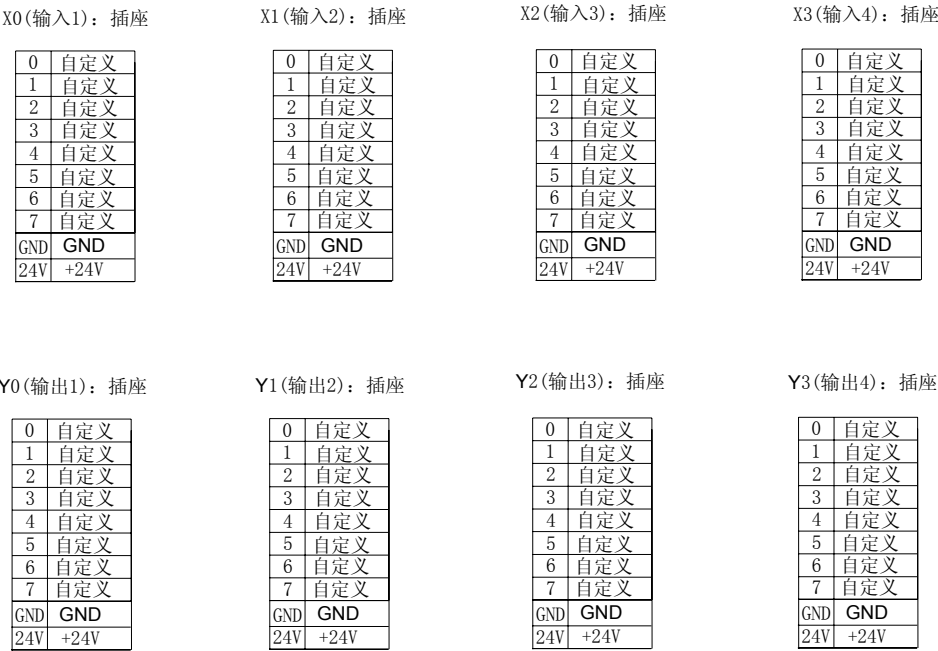 X0(输入1): 插座
X1(输入2): 插座
X2(输入3): 插座
X3(输入4): 插座
0 自定义 0 自定义 0 自定义 0 自定义
1 自定义 1 自定义 1 自定义 1 自定义
2 自定义 2 自定义 2 自定义 2 自定义
3 自定义 3 自定义 3 自定义 3 自定义
4 自定义 4 自定义 4 自定义 4 自定义
5 自定义 5 自定义 5 自定义 5 自定义
6 自定义 6 自定义 6 自定义 6 自定义
7 自定义 7 自定义 7 自定义 7 自定义
GND GND GND GND GND GND GND GND
24V +24V 24V +24V 24V +24V 24V +24V
Y0(输出1): 插座
Y1(输出2): 插座
Y2(输出3): 插座
Y3(输出4): 插座
0 自定义 0 自定义 0 自定义 0 自定义
1 自定义 1 自定义 1 自定义 1 自定义
2 自定义 2 自定义 2 自定义 2 自定义
3 自定义 3 自定义 3 自定义 3 自定义
4 自定义 4 自定义 4 自定义 4 自定义
5 自定义 5 自定义 5 自定义 5 自定义
6 自定义 6 自定义 6 自定义 6 自定义
7 自定义 7 自定义 7 自定义 7 自定义
GND GND GND GND GND GND GND GND
24V +24V 24V +24V 24V +24V 24V +24V